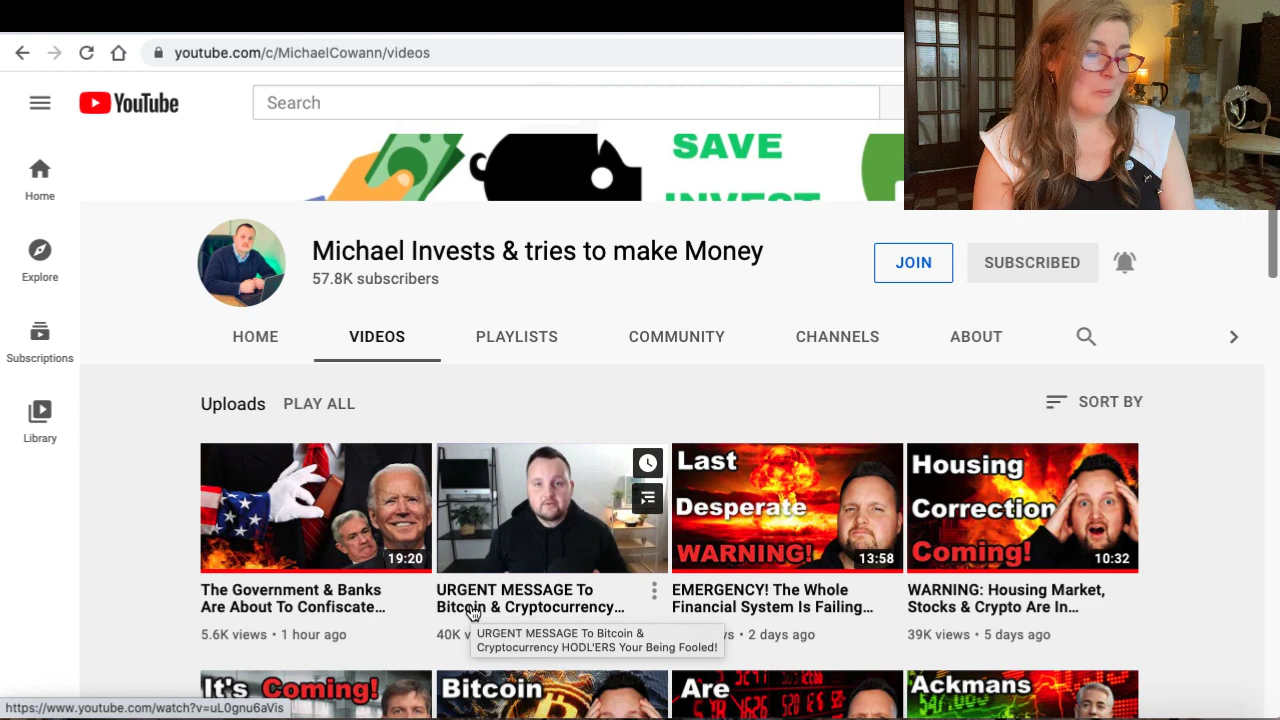 youtube.com/c/MichaelCowann/videos
YouTube
Search
SAVE
INVEST
Home
Explore
Subscriptions
Library
Michael Invests & tries to make Money
57.8K subscribers
JOIN
SUBSCRIBED
HOME
VIDEOS
PLAYLISTS
COMMUNITY
CHANNELS
ABOUT
Uploads
PLAY ALL
SORT BY
19:20
The Government & Banks
Are About To Confiscate...
5.6K views • 1 hour ago
URGENT MESSAGE To
Bitcoin & Cryptocurrency...
40K
URGENT MESSAGE To Bitcoin &
Cryptocurrency HODL'ERS Your Being Fooled!
Last
Desperate
WARNING!
13:58
EMERGENCY! The Whole
Financial System Is Failing...
• 2 days ago
Housing
Correction
Coming!
10:32
WARNING: Housing Market,
Stocks & Crypto Are In...
39K views • 5 days ago
It's Coming!
Bitcoin
Are
Ackmans
https://www.youtube.com/watch?v=uL0gnu6aVis